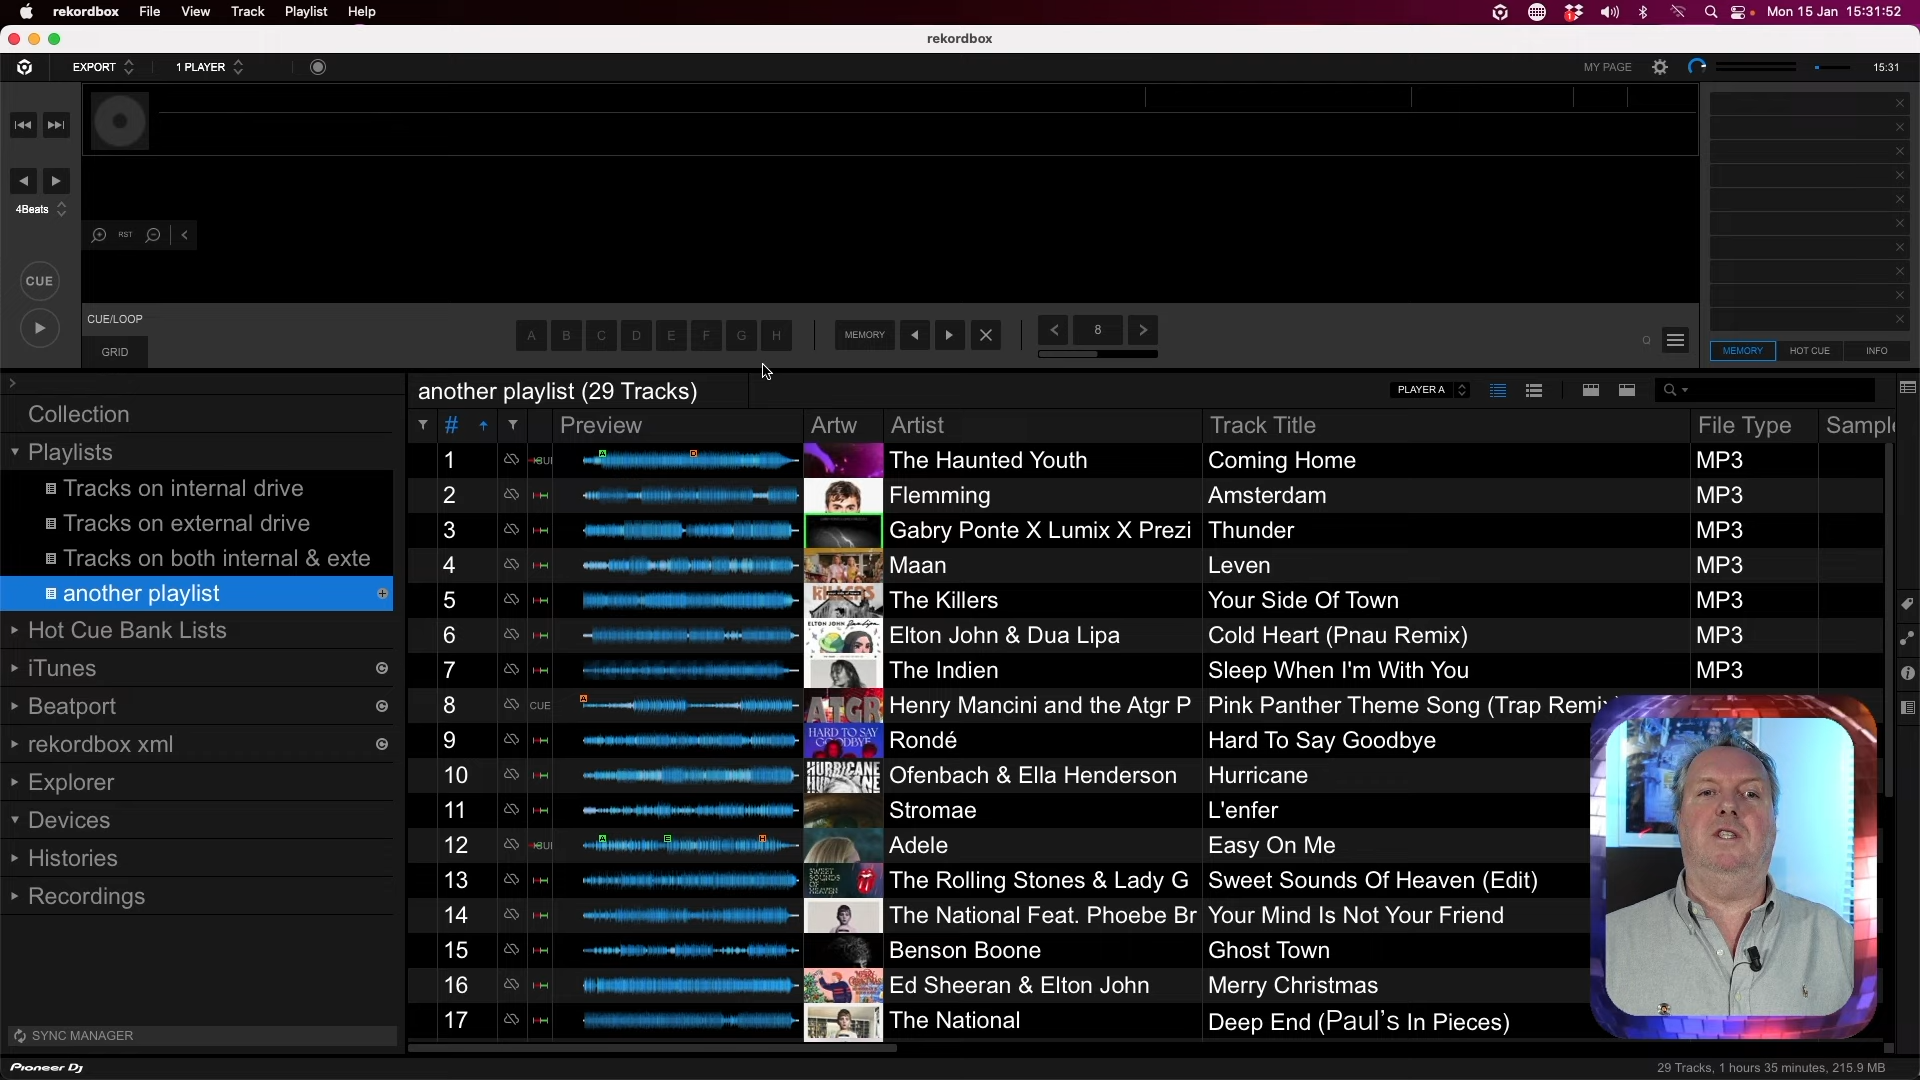 rekordbox File View Track Playlist Help
1
Mon 15 Jan 15:31:52
rekordbox
EXPORT
1 PLAYER
MY PAGE
15:31
4Beats
RST
CUE
CUE/LOOP
GRID
A B C D E F G H
MEMORY
8
Q
MEMORY HOT CUE INFO
another playlist (29 Tracks)
PLAYER A
Collection
Playlists
Tracks on internal drive
Tracks on external drive
Tracks on both internal & exte
another playlist
Hot Cue Bank Lists
iTunes
Beatport
rekordbox xml
Explorer
Devices
Histories
Recordings
SYNC MANAGER
# Preview Artw Artist Track Title File Type Sampl
1 The Haunted Youth Coming Home MP3
2 Flemming Amsterdam MP3
3 Gabry Ponte X Lumix X Prezi Thunder MP3
4 Maan Leven MP3
5 The Killers Your Side Of Town MP3
6 Elton John & Dua Lipa Cold Heart (Pnau Remix) MP3
7 The Indien Sleep When I'm With You MP3
8 CUE Henry Mancini and the Atgr P Pink Panther Theme Song (Trap Remi
9 Rondé Hard To Say Goodbye
10 Ofenbach & Ella Henderson Hurricane
11 Stromae L'enfer
12 Adele Easy On Me
13 The Rolling Stones & Lady G Sweet Sounds Of Heaven (Edit)
14 The National Feat. Phoebe Br Your Mind Is Not Your Friend
15 Benson Boone Ghost Town
16 Ed Sheeran & Elton John Merry Christmas
17 The National Deep End (Paul's In Pieces)
Pioneer Dj
29 Tracks, 1 hours 35 minutes, 215.9 MB